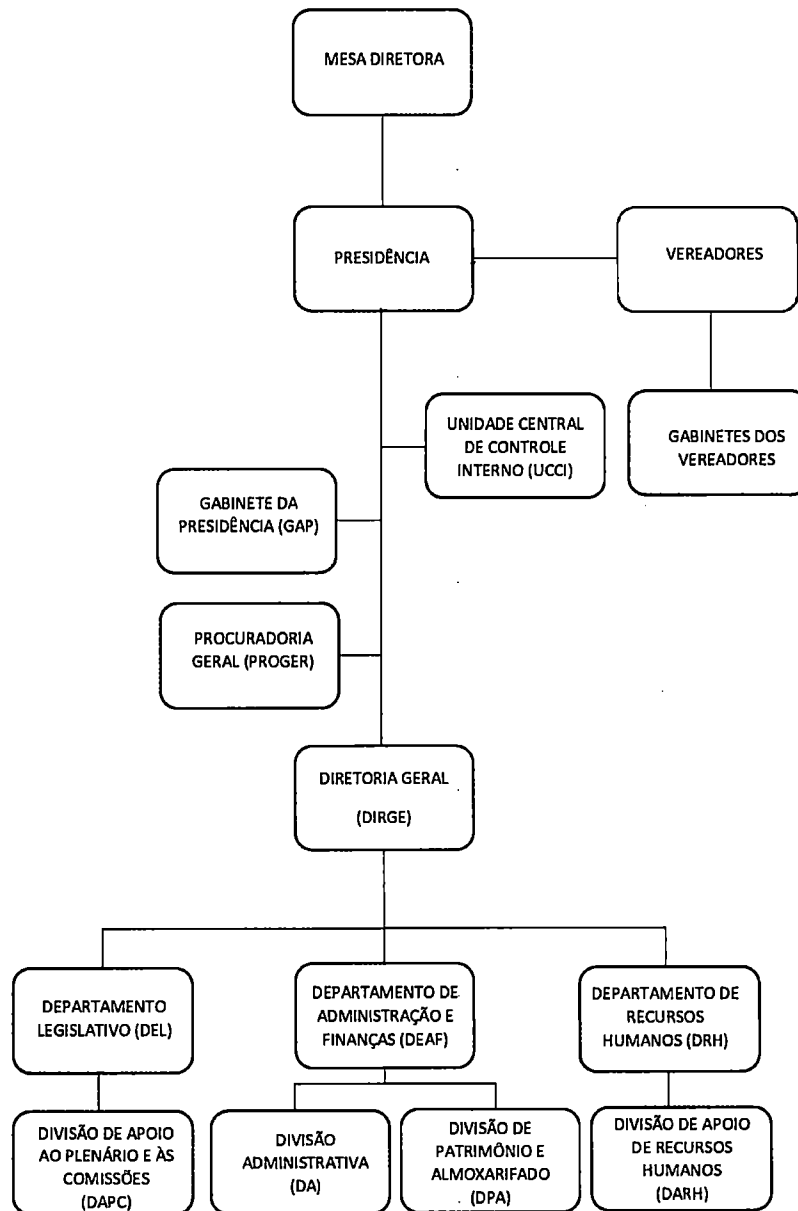 MESA DIRETORA
PRESIDÊNCIA
VEREADORES
UNIDADE CENTRAL
DE CONTROLE
INTERNO (UCCI)
GABINETES DOS
VEREADORES
GABINETE DA
PRESIDÊNCIA (GAP)
PROCURADORIA
GERAL (PROGER)
DIRETORIA GERAL
(DIRGE)
DEPARTAMENTO
LEGISLATIVO (DEL)
DEPARTAMENTO DE
ADMINISTRAÇÃO E
FINANÇAS (DEAF)
DEPARTAMENTO DE
RECURSOS
HUMANOS (DRH)
DIVISÃO DE APOIO
AO PLENÁRIO E ÀS
COMISSÕES
(DAPC)
DIVISÃO
ADMINISTRATIVA
(DA)
DIVISÃO DE
PATRIMÔNIO E
ALMOXARIFADO
(DPA)
DIVISÃO DE APOIO
DE RECURSOS
HUMANOS
(DARH)